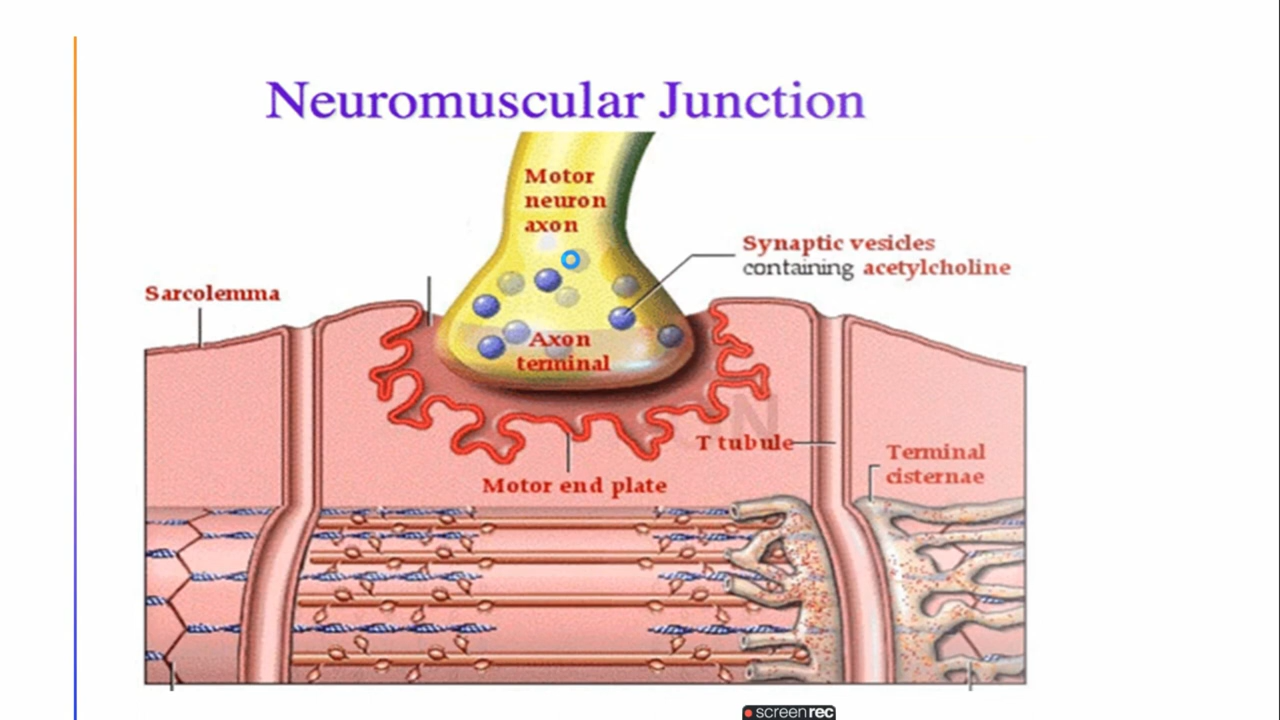 Neuromuscular Junction
Motor
neuron
axon
Synaptic vesicles
containing acetylcholine
Sarcolemma
Axon
terminal
T tubule
Terminal
cisternae
Motor end plate
screenrec